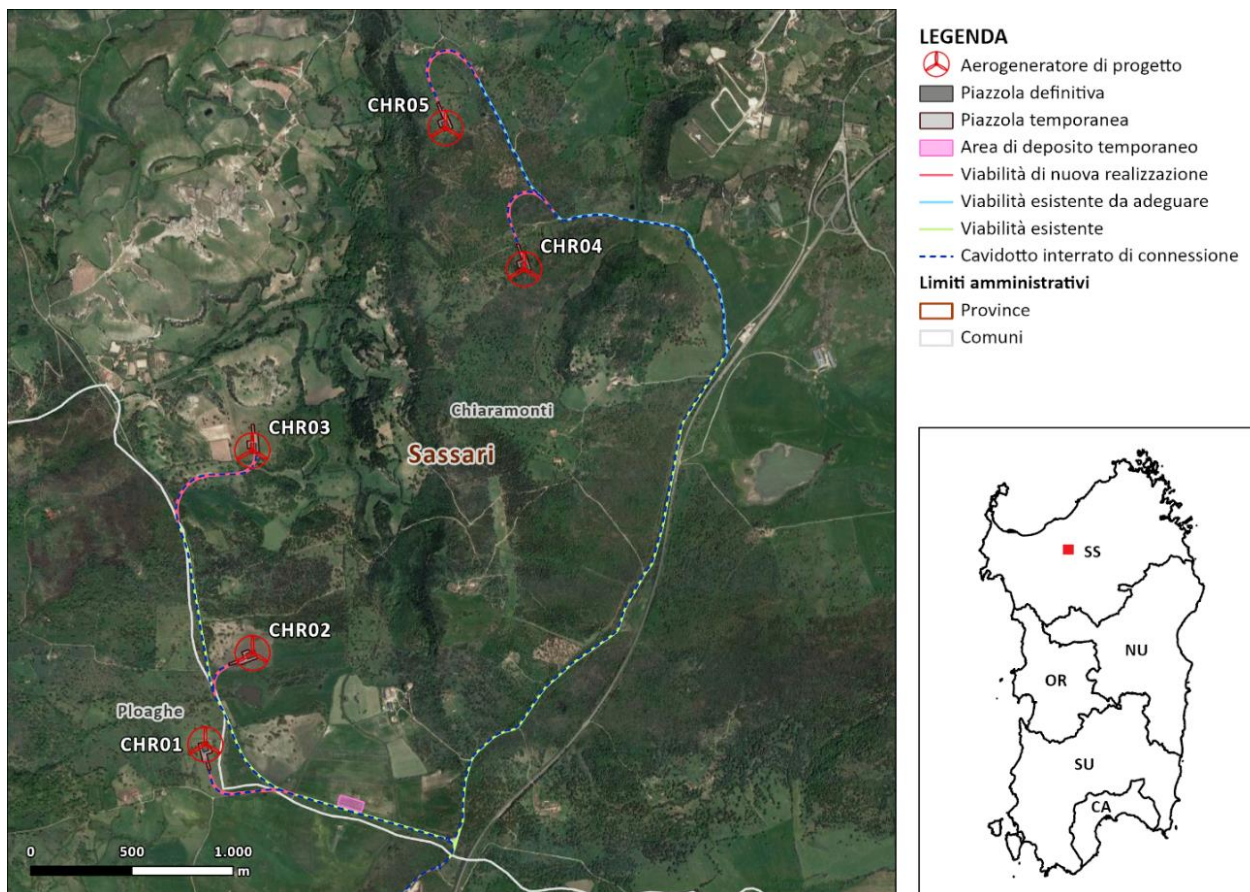 CHR05
CHR04
CHR03
Chiaramonti
Sassari
CHR02
Ploaghe
CHR01
0 500 1.000
m
LEGENDA
Aerogeneratore di progetto
Piazzola definitiva
Piazzola temporanea
Area di deposito temporaneo
Viabilità di nuova realizzazione
Viabilità esistente da adeguare
Viabilità esistente
Cavidotto interrato di connessione
Limiti amministrativi
Province
Comuni
SS
NU
OR
SU
CA